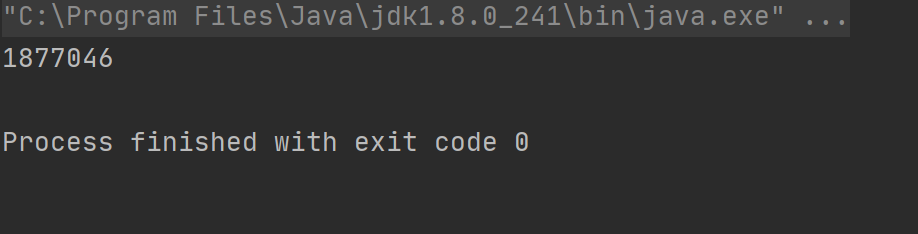 "C:\Program Files\Java\jdk1.8.0_241\bin\java.exe" ...
1877046
Process finished with exit code 0